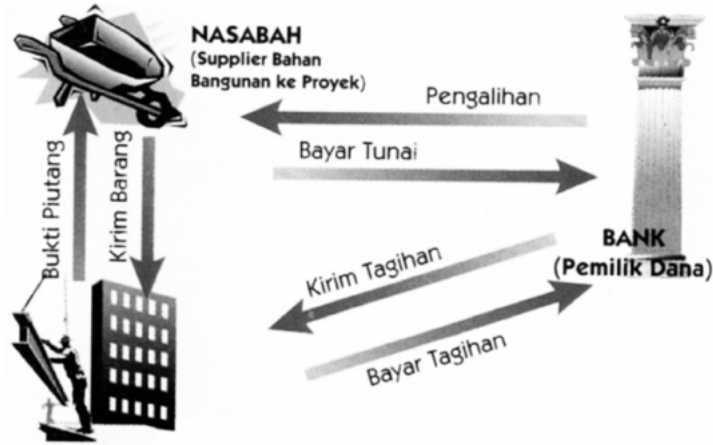 NASABAH
(Supplier Bahan
Bangunan ke Proyek)
Pengalihan
Bayar Tunai
Bukti Piutang
Kirim Barang
BANK
(Pemilik Dana)
Kirim Tagihan
Bayar Tagihan